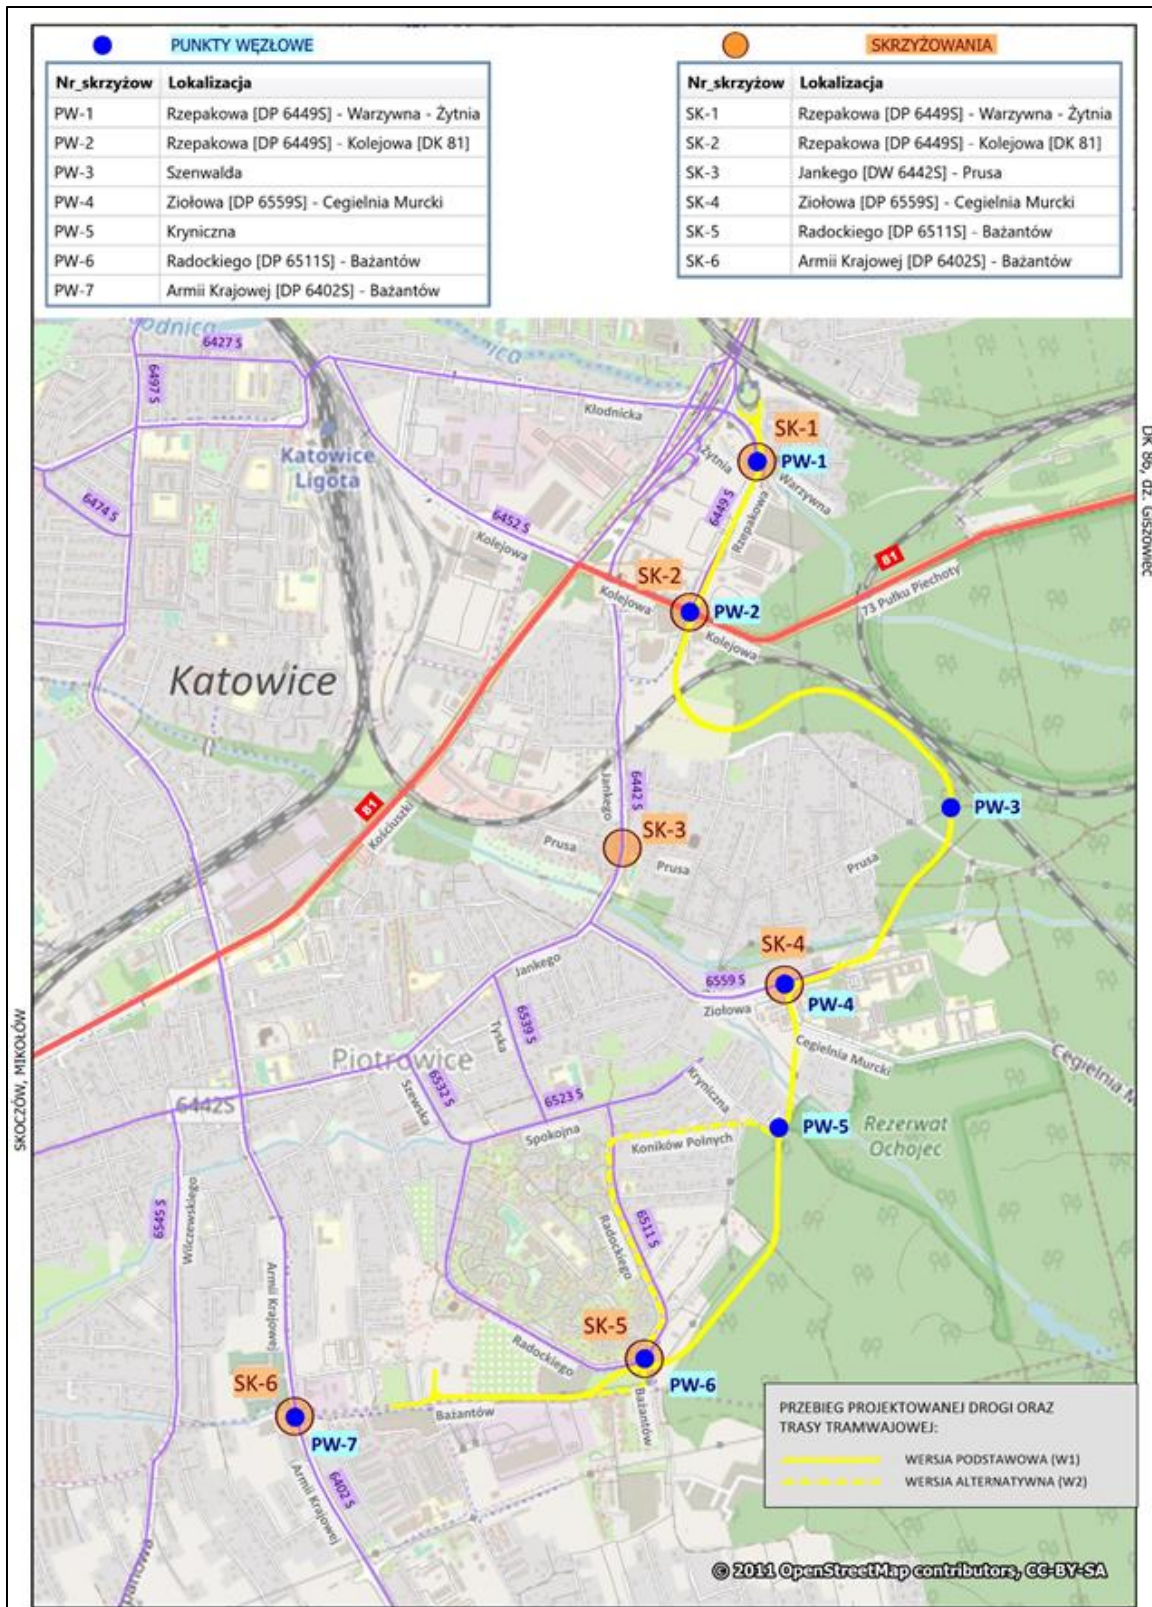 PUNKTY WĘZŁOWE
Nr_skrzyżow Lokalizacja
PW-1 Rzepakowa [DP 6449S] - Warzywna - Żytnia
PW-2 Rzepakowa [DP 6449S] - Kolejowa [DK 81]
PW-3 Szenwalda
PW-4 Ziołowa [DP 6559S] - Cegielnia Murcki
PW-5 Kryniczna
PW-6 Radockiego [DP 6511S] - Bażantów
PW-7 Armii Krajowej [DP 6402S] - Bażantów
SKRZYŻOWANIA
Nr_skrzyżow Lokalizacja
SK-1 Rzepakowa [DP 6449S] - Warzywna - Żytnia
SK-2 Rzepakowa [DP 6449S] - Kolejowa [DK 81]
SK-3 Jankego [DW 6442S] - Prusa
SK-4 Ziołowa [DP 6559S] - Cegielnia Murcki
SK-5 Radockiego [DP 6511S] - Bażantów
SK-6 Armii Krajowej [DP 6402S] - Bażantów
6427 S
6497 S
Kłodnicka
SK-1
Katowice
Ligota
Żytnia
PW-1
Warzywna
DK 86, dz. Giszowiec
6474 S
6449 S
Rzepakowa
6452 S
Kolejowa
81
73 Pułku Piechoty
SK-2
Kolejowa
PW-2
Kolejowa
Katowice
81
Kościuszki
Jankego
6442 S
PW-3
SK-3
Prusa
Prusa
Prusa
SK-4
Jankego
6559 S
Ziołowa
PW-4
SKOCZÓW, MIKOŁÓW
6539 S
Tyska
Cegielnia Murcki
Cegielnia M
Piotrowice
Szewska
6532 S
6523 S
Kryniczna
6442S
Spokojna
Koników Polnych
PW-5
Rezerwat
Ochojec
6545 S
Wilczewskiego
Radockiego
6511 S
Armii Krajowej
SK-5
Radockiego
SK-6
PW-6
Bażantów
Bażantów
PW-7
6402 S
Armii Krajowej
PRZEBIEG PROJEKTOWANEJ DROGI ORAZ
TRASY TRAMWAJOWEJ:
WERSJA PODSTAWOWA (W1)
WERSJA ALTERNATYWNA (W2)
© 2011 OpenStreetMap contributors, CC-BY-SA